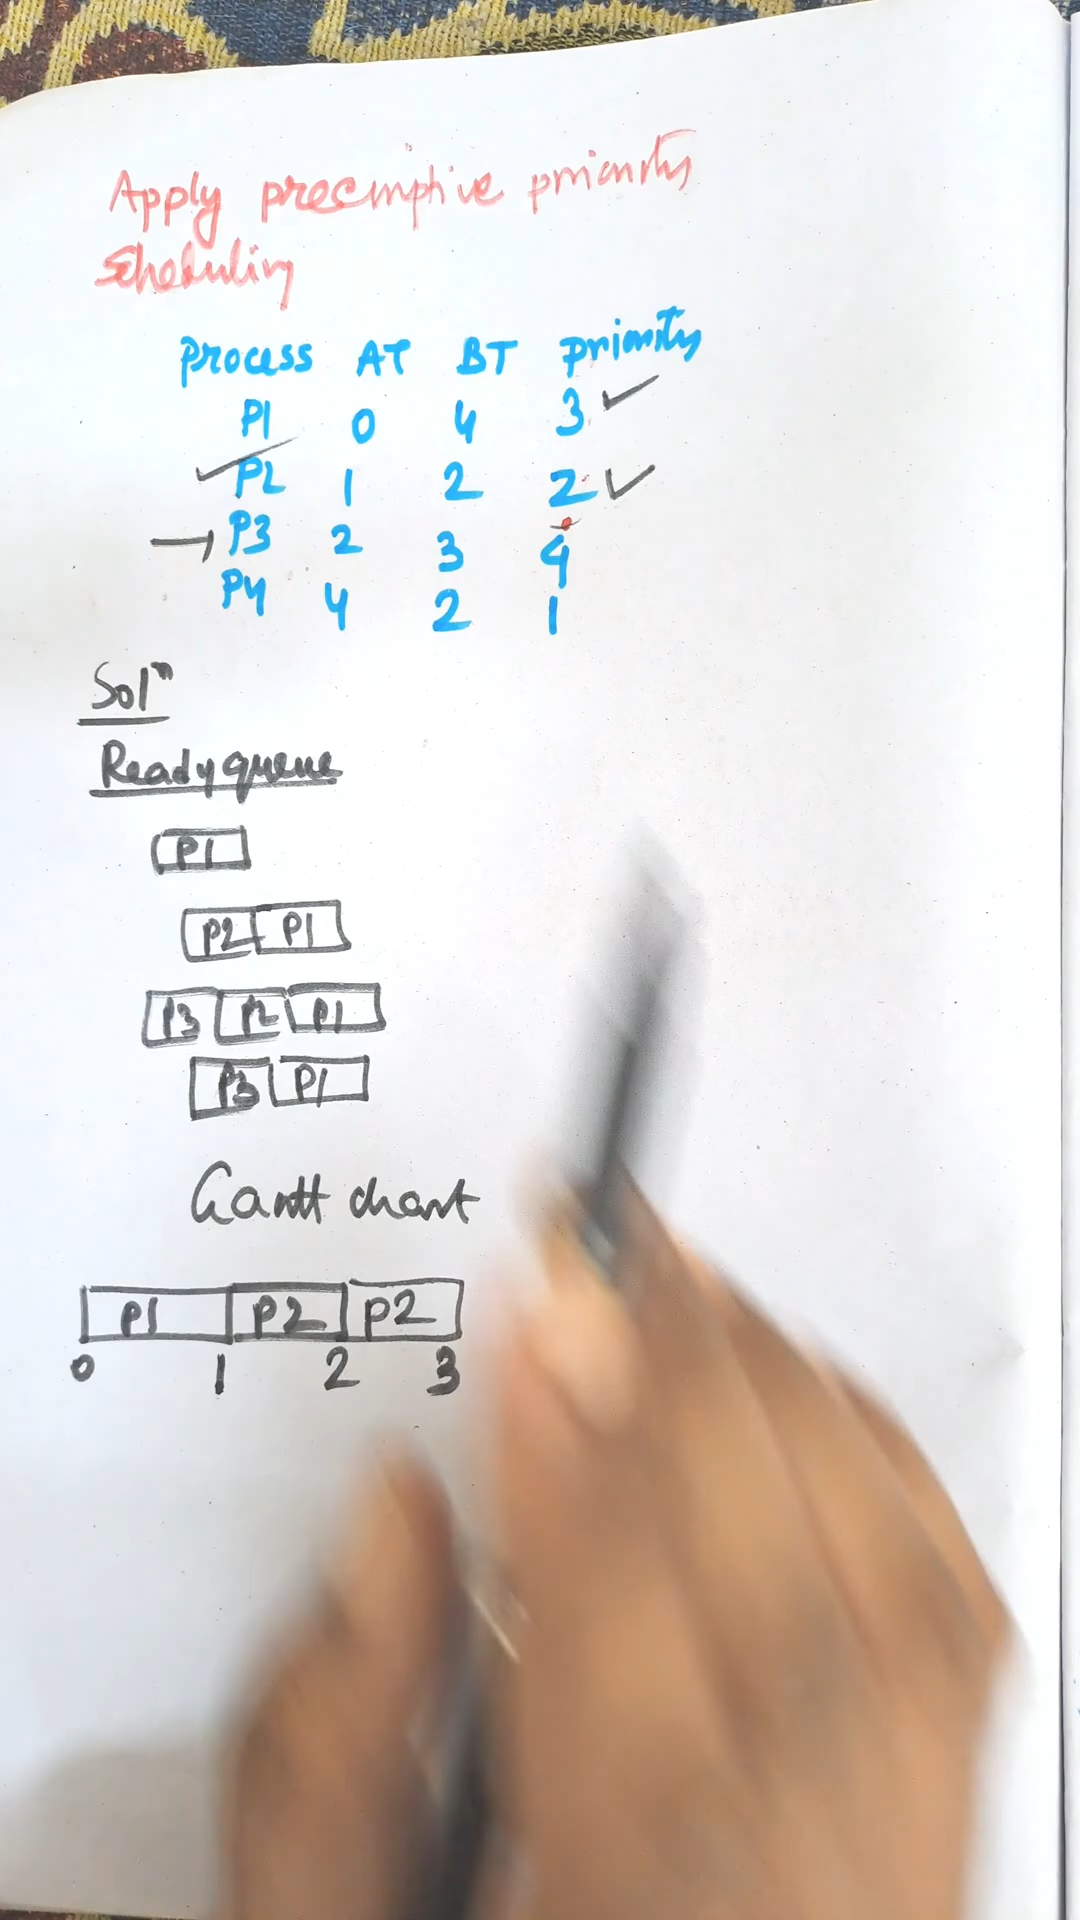 Apply preemptive priority
scheduling
Process AT BT priority
P1 0 4 3
P2 1 2 2
P3 2 3 4
P4 4 2 1
Solⁿ
Ready queue
P1
P2 P1
P3 P2 P1
P3 P1
Gantt chart
P1 P2 P2
0 1 2 3